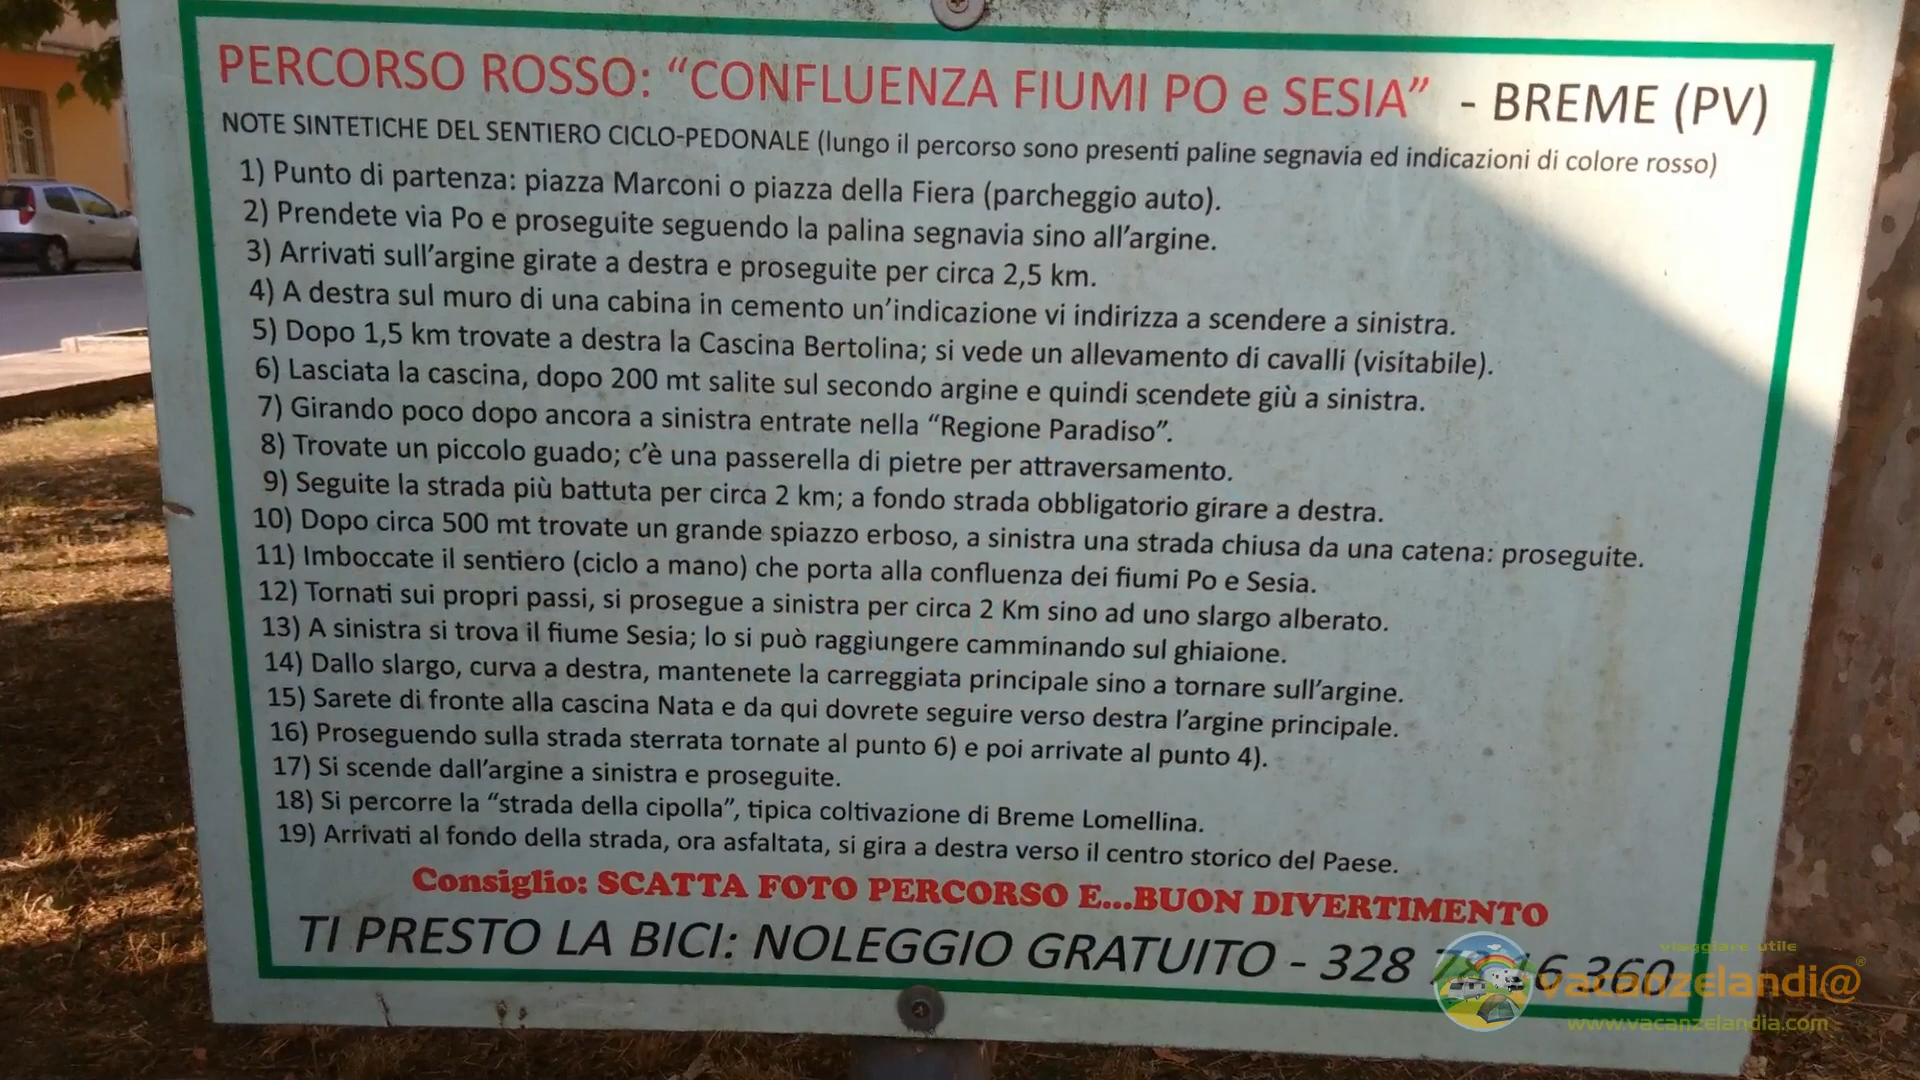 PERCORSO ROSSO: “CONFLUENZA FIUMI PO e SESIA” - BREME (PV)
NOTE SINTETICHE DEL SENTIERO CICLO-PEDONALE (lungo il percorso sono presenti paline segnavia ed indicazioni di colore rosso)
1) Punto di partenza: piazza Marconi o piazza della Fiera (parcheggio auto).
2) Prendete via Po e proseguite seguendo la palina segnavia sino all’argine.
3) Arrivati sull’argine girate a destra e proseguite per circa 2,5 km.
4) A destra sul muro di una cabina in cemento un’indicazione vi indirizza a scendere a sinistra.
5) Dopo 1,5 km trovate a destra la Cascina Bertolina; si vede un allevamento di cavalli (visitabile).
6) Lasciata la cascina, dopo 200 mt salite sul secondo argine e quindi scendete giù a sinistra.
7) Girando poco dopo ancora a sinistra entrate nella “Regione Paradiso”.
8) Trovate un piccolo guado; c’è una passerella di pietre per attraversamento.
9) Seguite la strada più battuta per circa 2 km; a fondo strada obbligatorio girare a destra.
10) Dopo circa 500 mt trovate un grande spiazzo erboso, a sinistra una strada chiusa da una catena: proseguite.
11) Imboccate il sentiero (ciclo a mano) che porta alla confluenza dei fiumi Po e Sesia.
12) Tornati sui propri passi, si prosegue a sinistra per circa 2 Km sino ad uno slargo alberato.
13) A sinistra si trova il fiume Sesia; lo si può raggiungere camminando sul ghiaione.
14) Dallo slargo, curva a destra, mantenete la carreggiata principale sino a tornare sull’argine.
15) Sarete di fronte alla cascina Nata e da qui dovrete seguire verso destra l’argine principale.
16) Proseguendo sulla strada sterrata tornate al punto 6) e poi arrivate al punto 4).
17) Si scende dall’argine a sinistra e proseguite.
18) Si percorre la “strada della cipolla”, tipica coltivazione di Breme Lomellina.
19) Arrivati al fondo della strada, ora asfaltata, si gira a destra verso il centro storico del Paese.
Consiglio: SCATTA FOTO PERCORSO E...BUON DIVERTIMENTO
TI PRESTO LA BICI: NOLEGGIO GRATUITO - 328 360
viaggiare utile
vacanzelandi@®
www.vacanzelandia.com